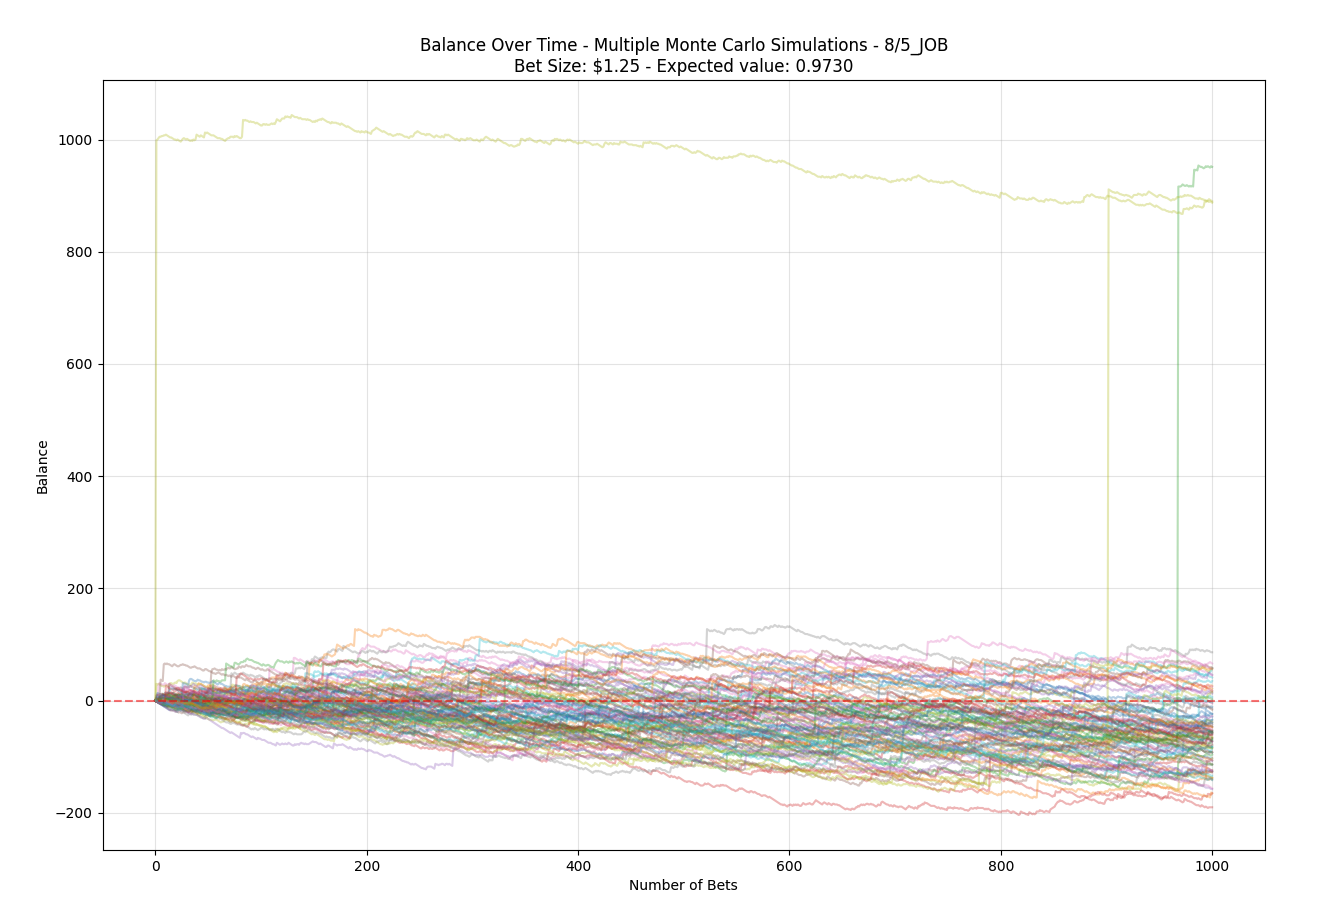 Balance Over Time - Multiple Monte Carlo Simulations - 8/5_JOB
Bet Size: $1.25 - Expected value: 0.9730
1000
800
600
400
200
0
−200
Balance
0 200 400 600 800 1000
Number of Bets